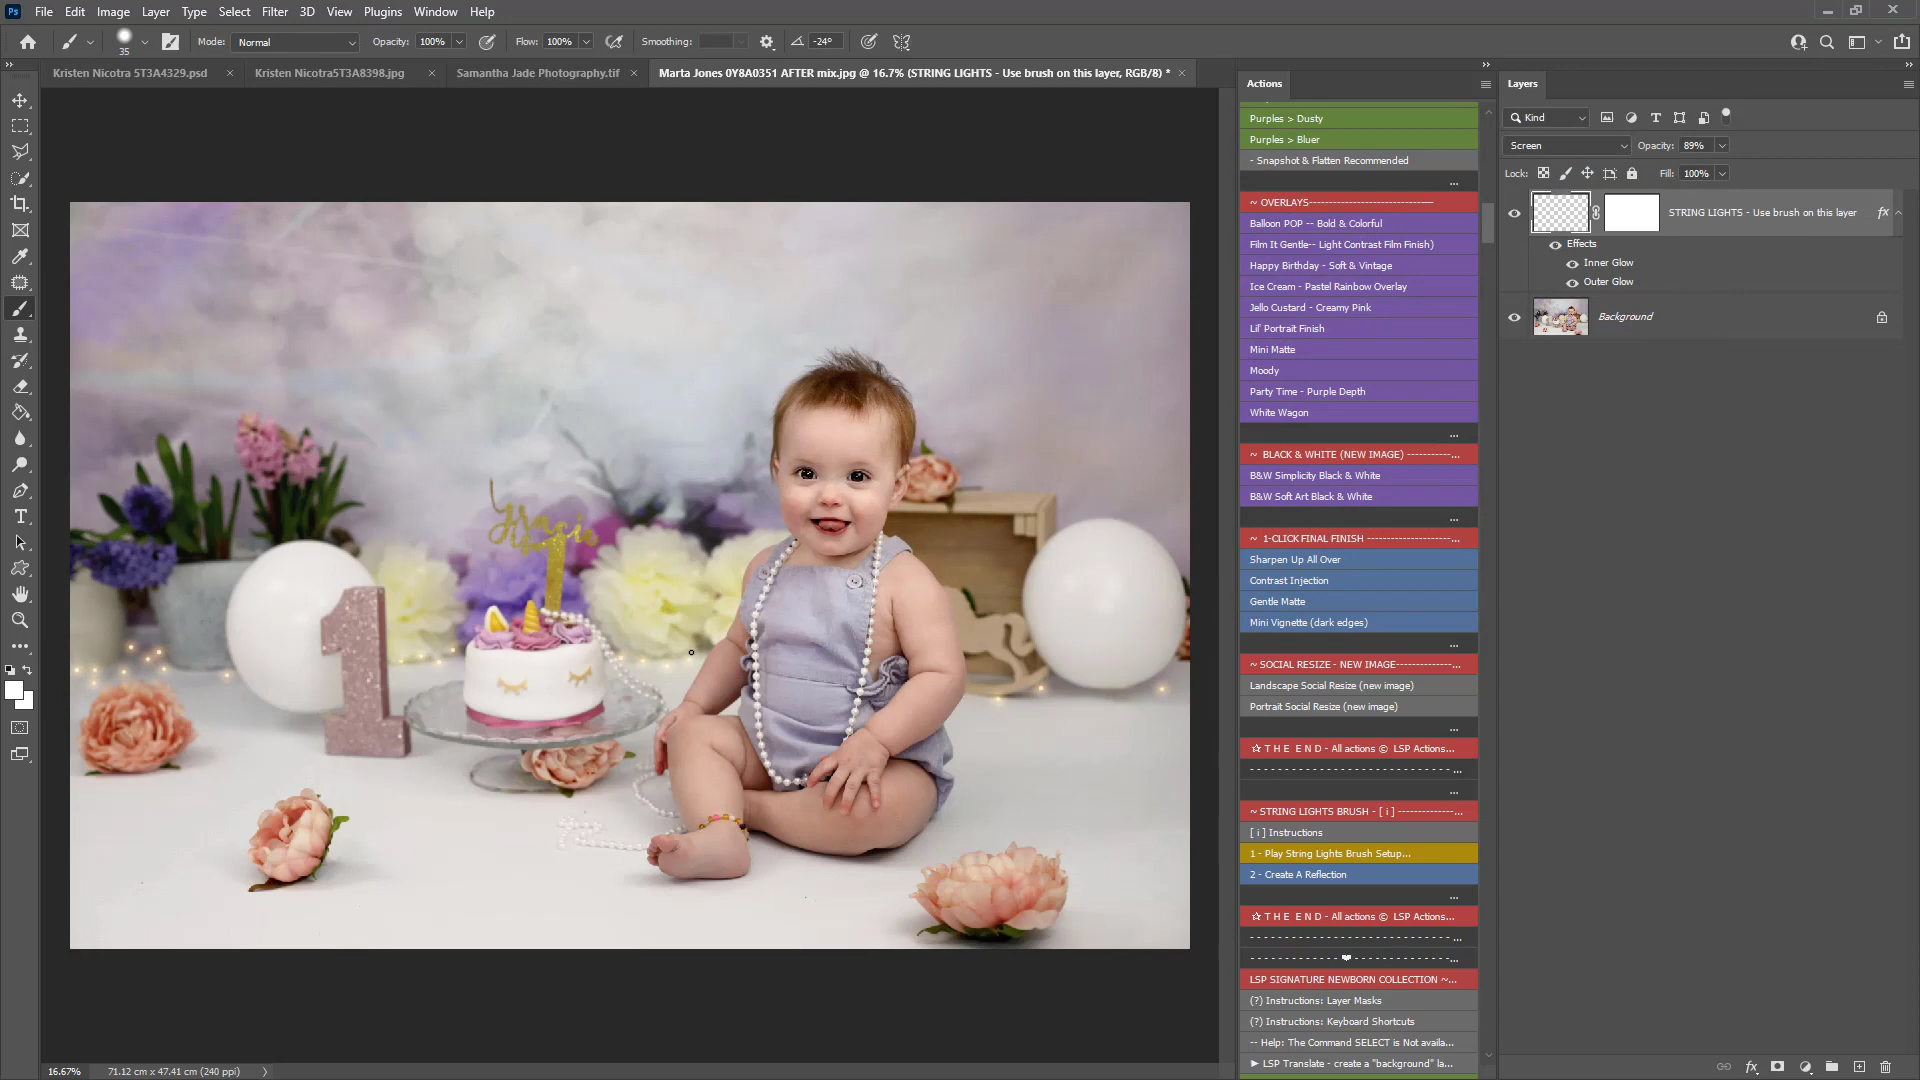 Ps File Edit Image Layer Type Select Filter 3D View Plugins Window Help
35 Mode: Normal Opacity: 100% Flow: 100% Smoothing: -24°
Kristen Nicotra 5T3A4329.psd × Kristen Nicotra5T3A8398.jpg × Samantha Jade Photography.tif × Marta Jones 0Y8A0351 AFTER mix.jpg @ 16.7% (STRING LIGHTS - Use brush on this layer, RGB/8) * ×
Actions
Purples > Dusty
Purples > Bluer
- Snapshot & Flatten Recommended
...
~ OVERLAYS------------------------------
Balloon POP -- Bold & Colorful
Film It Gentle-- Light Contrast Film Finish)
Happy Birthday - Soft & Vintage
Ice Cream - Pastel Rainbow Overlay
Jello Custard - Creamy Pink
Lil' Portrait Finish
Mini Matte
Moody
Party Time - Purple Depth
White Wagon
...
~ BLACK & WHITE (NEW IMAGE) -----------...
B&W Simplicity Black & White
B&W Soft Art Black & White
...
~ 1-CLICK FINAL FINISH ----------------------...
Sharpen Up All Over
Contrast Injection
Gentle Matte
Mini Vignette (dark edges)
...
~ SOCIAL RESIZE - NEW IMAGE----------------...
Landscape Social Resize (new image)
Portrait Social Resize (new image)
...
☆ T H E E N D - All actions © LSP Actions...
- - - - - - - - - - - - - - - - - - - - - - - - - - - - ...
...
~ STRING LIGHTS BRUSH - [ i ] --------------...
[ i ] Instructions
1 - Play String Lights Brush Setup...
2 - Create A Reflection
...
☆ T H E E N D - All actions © LSP Actions...
- - - - - - - - - - - - - - - - - - - - - - - - - - - - ...
- - - - - - - - - - - - - ❤ - - - - - - - - - - - - - - -...
LSP SIGNATURE NEWBORN COLLECTION ~...
(?) Instructions: Layer Masks
(?) Instructions: Keyboard Shortcuts
-- Help: The Command SELECT is Not availa...
► LSP Translate - create a "background" la...
Layers
Kind
Screen Opacity: 89%
Lock: Fill: 100%
STRING LIGHTS - Use brush on this layer fx
Effects
Inner Glow
Outer Glow
Background
Gracie
1
1
16.67% 71.12 cm x 47.41 cm (240 ppi)
fx